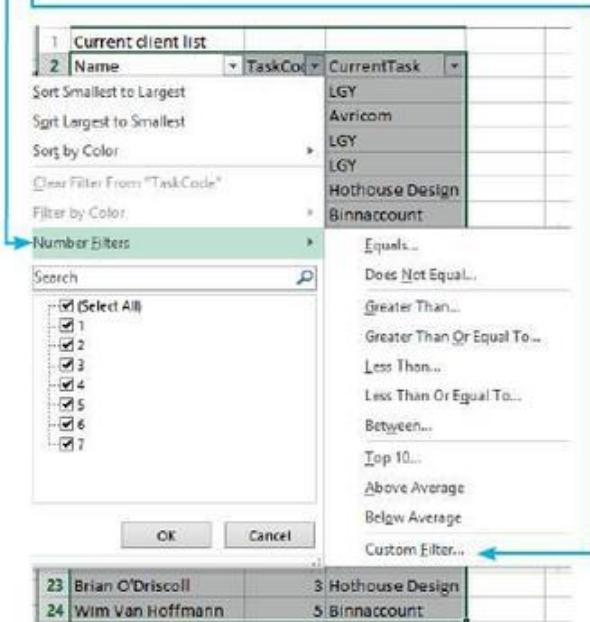 1 Current client list
2 Name TaskCod CurrentTask
Sort Smallest to Largest
Sort Largest to Smallest
Sort by Color
Clear Filter From "TaskCode"
Filter by Color
Number Filters
Search
(Select All)
1
2
3
4
5
6
7
OK Cancel
LGY
Avricom
LGY
LGY
Hothouse Design
Binnaccount
Equals...
Does Not Equal...
Greater Than...
Greater Than Or Equal To...
Less Than...
Less Than Or Equal To...
Between...
Top 10...
Above Average
Below Average
Custom Filter...
23 Brian O'Driscoll 3 Hothouse Design
24 Wim Van Hoffmann 5 Binnaccount